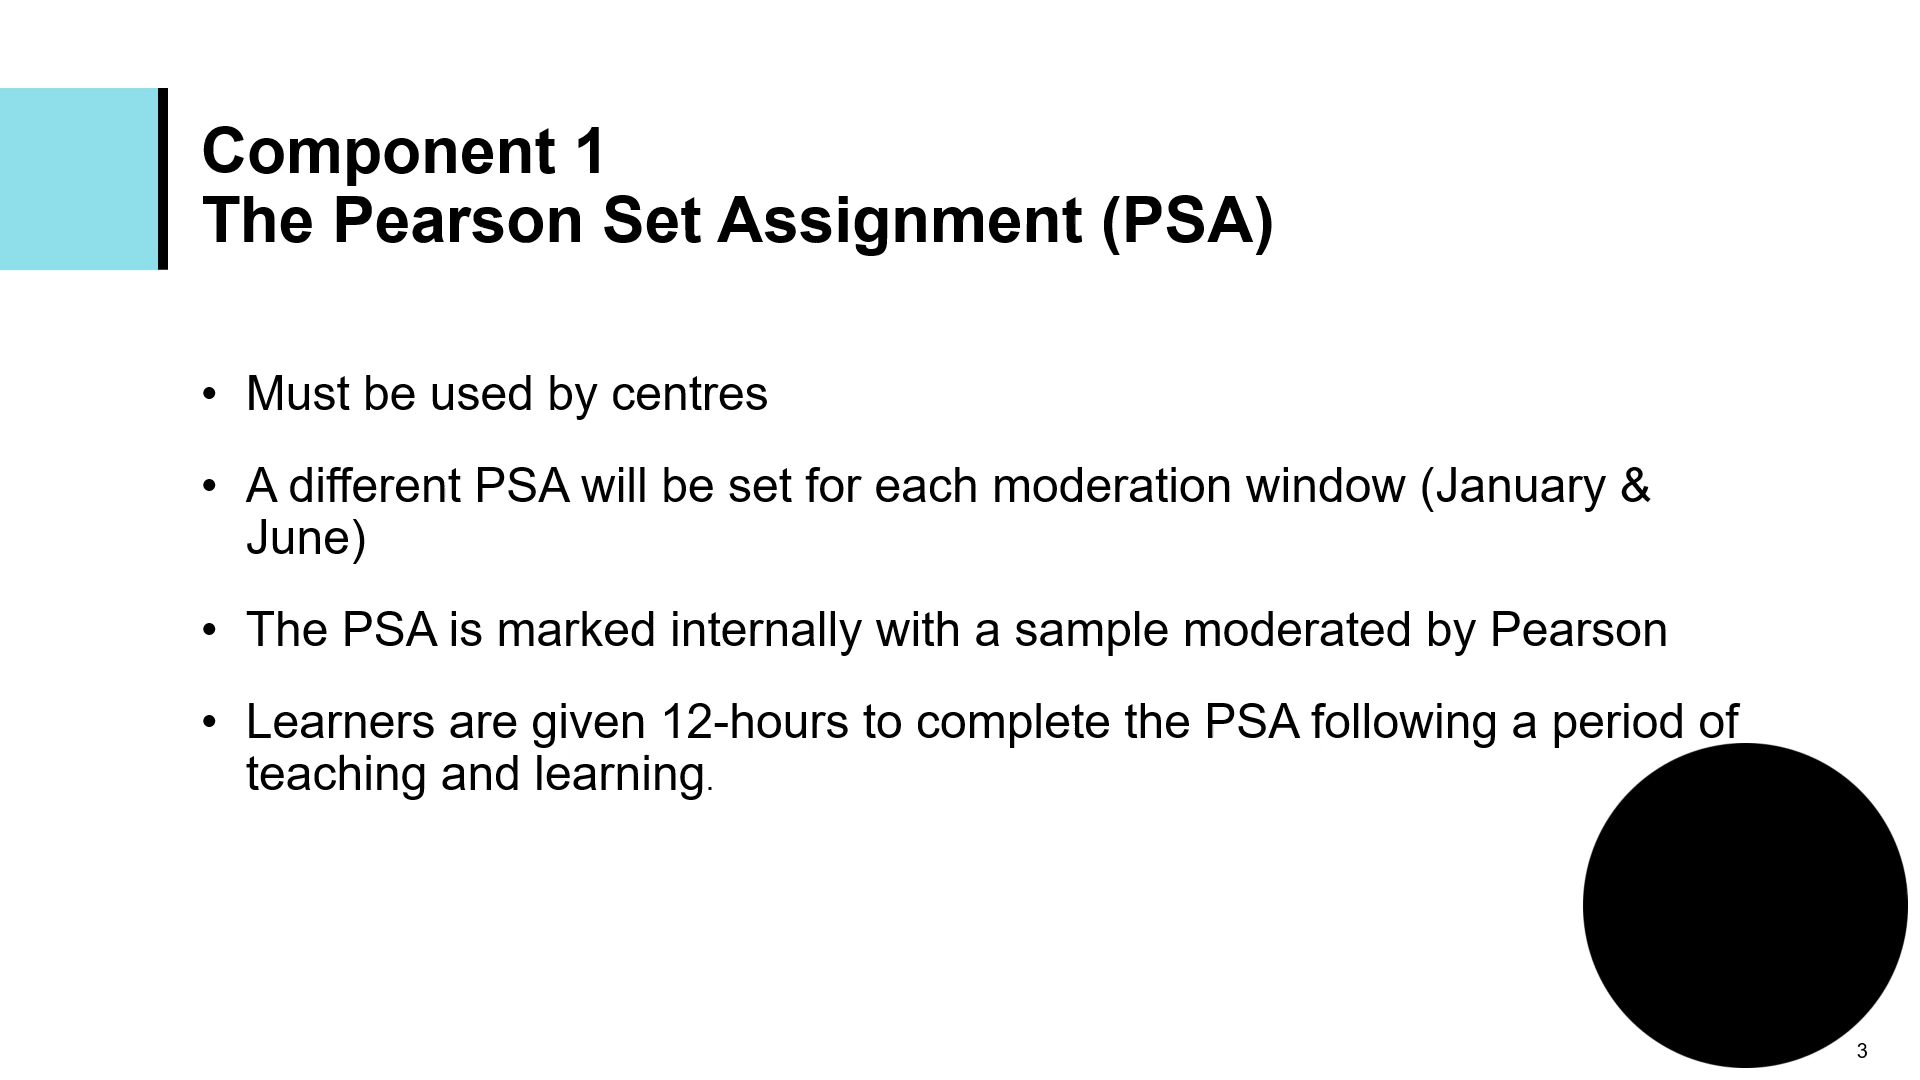 Component 1
The Pearson Set Assignment (PSA)
• Must be used by centres
• A different PSA will be set for each moderation window (January &
June)
• The PSA is marked internally with a sample moderated by Pearson
• Learners are given 12-hours to complete the PSA following a period of
teaching and learning.
3